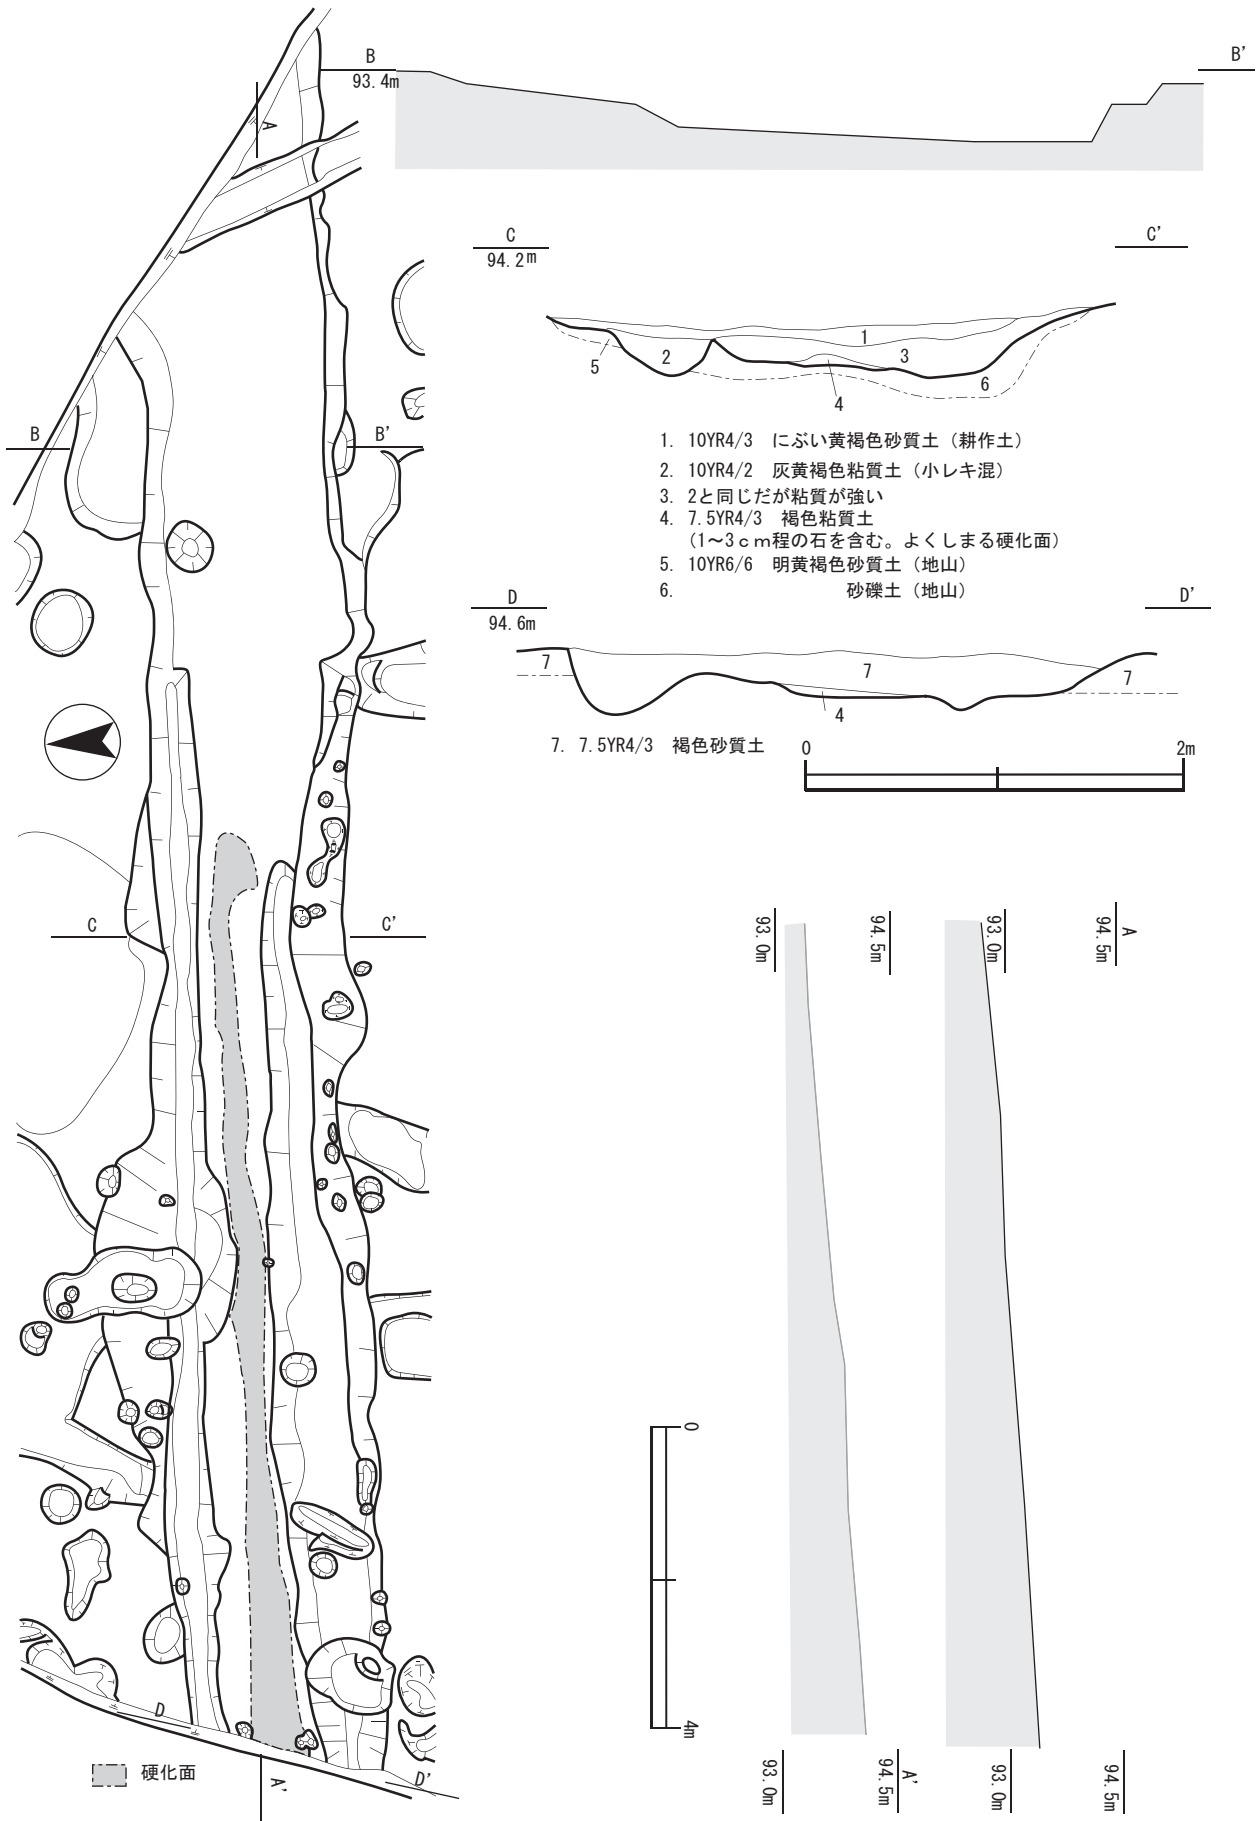 B
93.4m
B'
A
C
94.2m
C'
1
2
3
5
6
4
B
B'
1. 10YR4/3 にぶい黄褐色砂質土（耕作土）
2. 10YR4/2 灰黄褐色粘質土（小レキ混）
3. 2と同じだが粘質が強い
4. 7.5YR4/3 褐色粘質土
（1～3ｃｍ程の石を含む。よくしまる硬化面）
5. 10YR6/6 明黄褐色砂質土（地山）
6. 砂礫土（地山）
D
94.6m
D'
7
7
7
4
7. 7.5YR4/3 褐色砂質土
0
2m
C
C'
93.0m
94.5m
93.0m
94.5m
A
0
4m
D
D'
A'
硬化面
93.0m
94.5m
A'
93.0m
94.5m